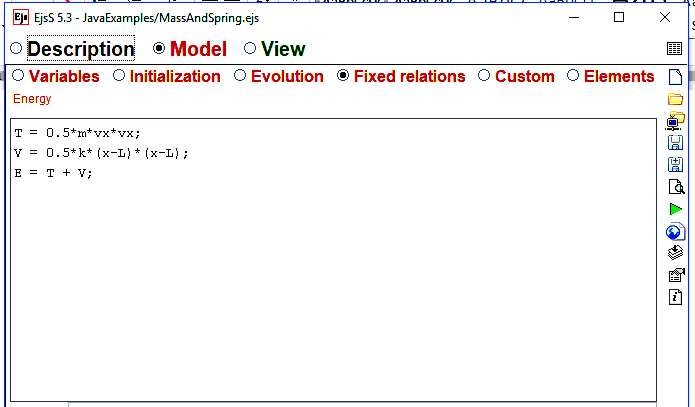 Ejs EjsS 5.3 - JavaExamples/MassAndSpring.ejs
Description Model View
Variables Initialization Evolution Fixed relations Custom Elements
Energy
T = 0.5*m*vx*vx;
V = 0.5*k*(x-L)*(x-L);
E = T + V;